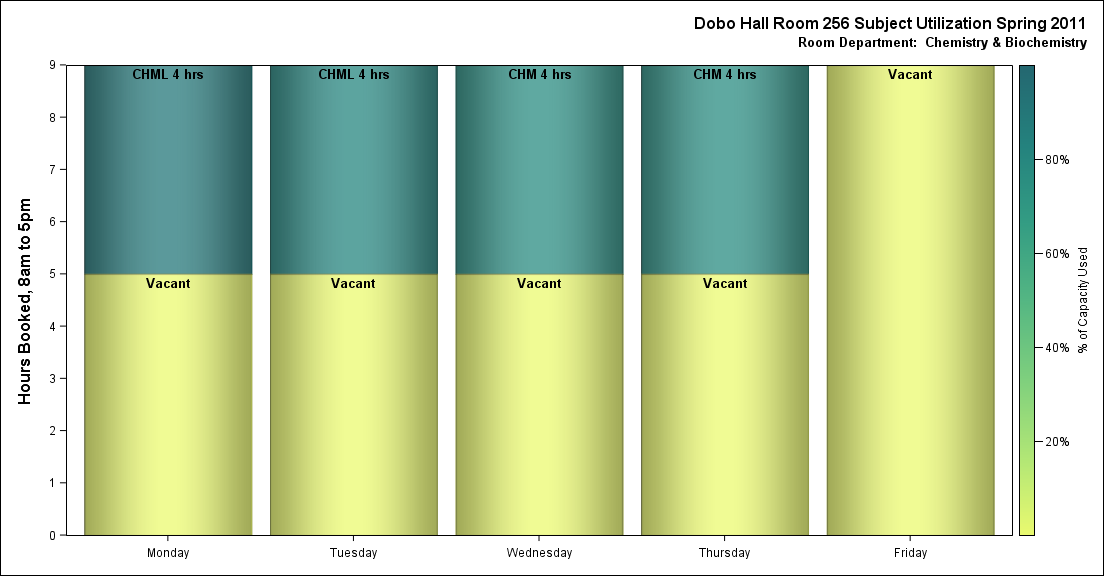 Dobo Hall Room 256 Subject Utilization Spring 2011
Room Department:  Chemistry & Biochemistry
Hours Booked, 8am to 5pm
9
8
7
6
5
4
3
2
1
0
CHML 4 hrs
CHML 4 hrs
CHM 4 hrs
CHM 4 hrs
Vacant
Vacant
Vacant
Vacant
Vacant
Monday
Tuesday
Wednesday
Thursday
Friday
80%
60%
40%
20%
% of Capacity Used